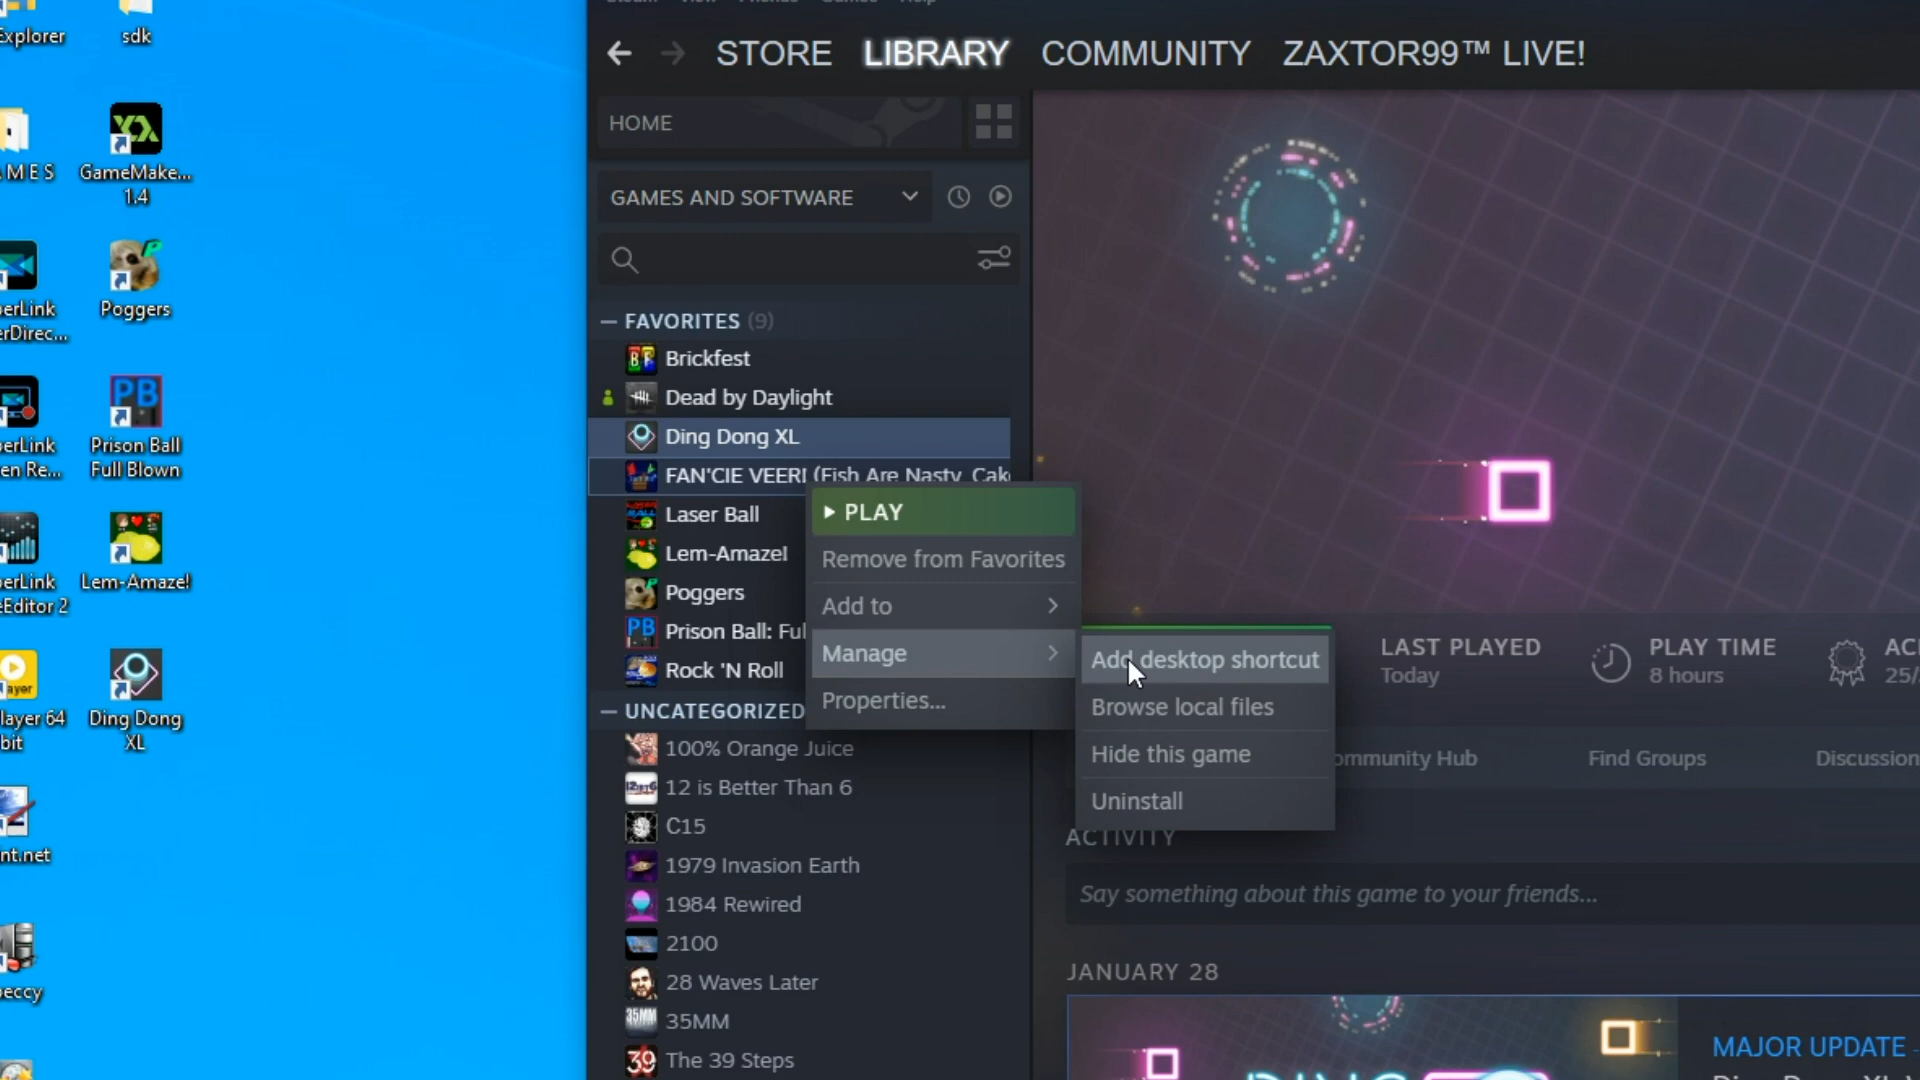 Explorer
sdk
A M E S
GameMake...
1.4
erLink
erDirec...
Poggers
erLink
en Re...
Prison Ball
Full Blown
erLink
eEditor 2
Lem-Amaze!
layer 64
bit
Ding Dong
XL
nt.net
eccy
STORE
LIBRARY
COMMUNITY
ZAXTOR99™ LIVE!
HOME
GAMES AND SOFTWARE
— FAVORITES (9)
Brickfest
Dead by Daylight
Ding Dong XL
FAN'CIE VEER! (Fish Are Nasty, Cak
Laser Ball
Lem-Amaze!
Poggers
Prison Ball: Ful
Rock 'N Roll
— UNCATEGORIZED
100% Orange Juice
12 is Better Than 6
C15
1979 Invasion Earth
1984 Rewired
2100
28 Waves Later
35MM
The 39 Steps
PLAY
Remove from Favorites
Add to
Manage
Properties...
Add desktop shortcut
Browse local files
Hide this game
Uninstall
LAST PLAYED
Today
PLAY TIME
8 hours
AC
25/
ommunity Hub
Find Groups
Discussion
ACTIVITY
Say something about this game to your friends...
JANUARY 28
MAJOR UPDATE